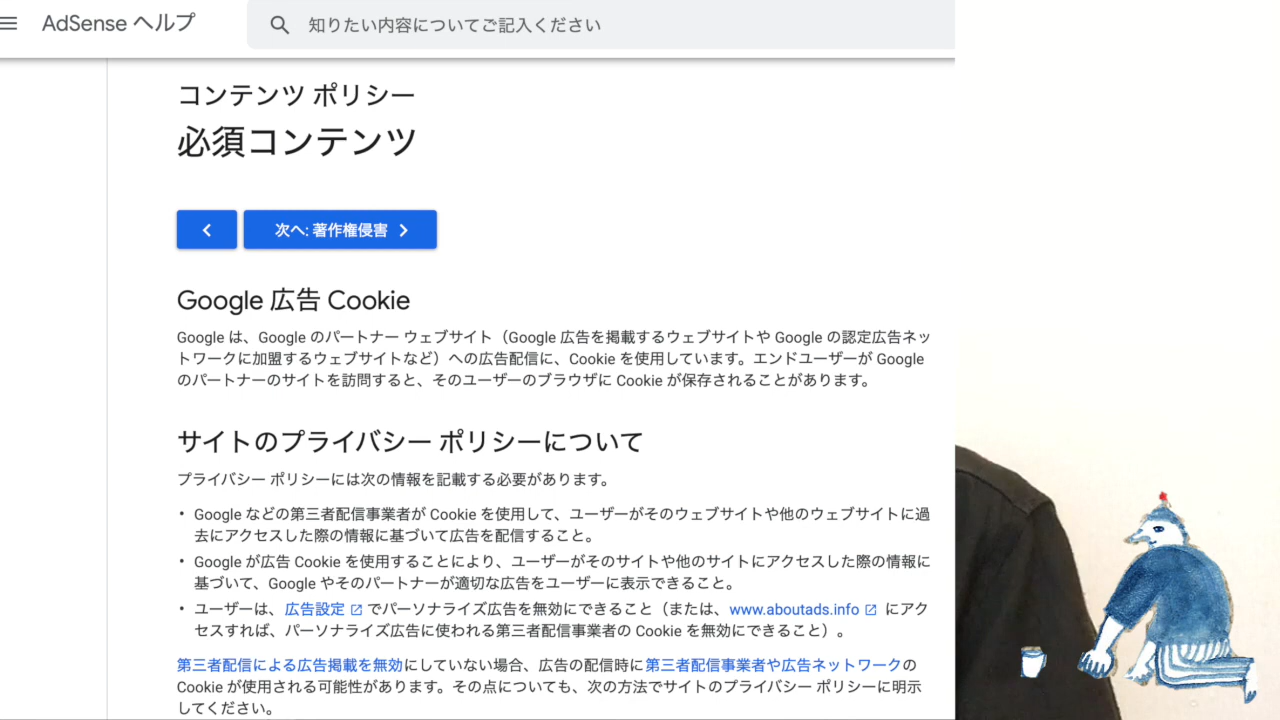 AdSense ヘルプ
知りたい内容についてご記入ください
コンテンツ ポリシー
必須コンテンツ
次へ: 著作権侵害
Google 広告 Cookie
Google は、Google のパートナー ウェブサイト（Google 広告を掲載するウェブサイトや Google の認定広告ネッ
トワークに加盟するウェブサイトなど）への広告配信に、Cookie を使用しています。エンドユーザーが Google
のパートナーのサイトを訪問すると、そのユーザーのブラウザに Cookie が保存されることがあります。
サイトのプライバシー ポリシーについて
プライバシー ポリシーには次の情報を記載する必要があります。
• Google などの第三者配信事業者が Cookie を使用して、ユーザーがそのウェブサイトや他のウェブサイトに過
去にアクセスした際の情報に基づいて広告を配信すること。
• Google が広告 Cookie を使用することにより、ユーザーがそのサイトや他のサイトにアクセスした際の情報に
基づいて、Google やそのパートナーが適切な広告をユーザーに表示できること。
• ユーザーは、広告設定 でパーソナライズ広告を無効にできること（または、www.aboutads.info にアク
セスすれば、パーソナライズ広告に使われる第三者配信事業者の Cookie を無効にできること）。
第三者配信による広告掲載を無効にしていない場合、広告の配信時に第三者配信事業者や広告ネットワークの
Cookie が使用される可能性があります。その点についても、次の方法でサイトのプライバシー ポリシーに明示
してください。